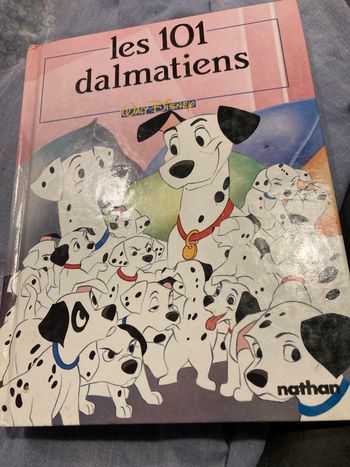 les 101
dalmatiens
WALT DISNEY
nathan